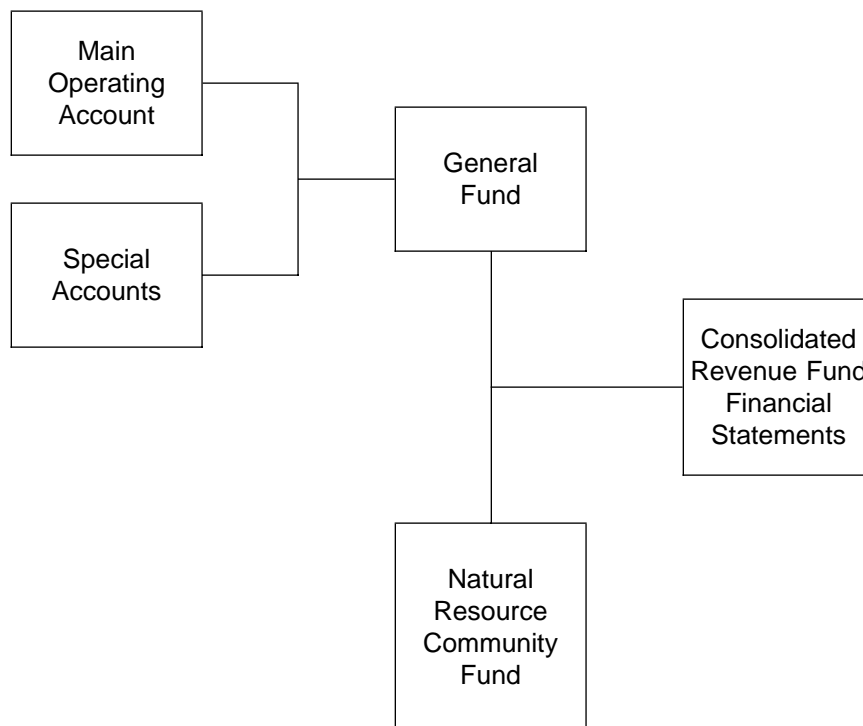 Main
Operating
Account
General
Fund
Special
Accounts
Consolidated
Revenue Fund
Financial
Statements
Natural
Resource
Community
Fund